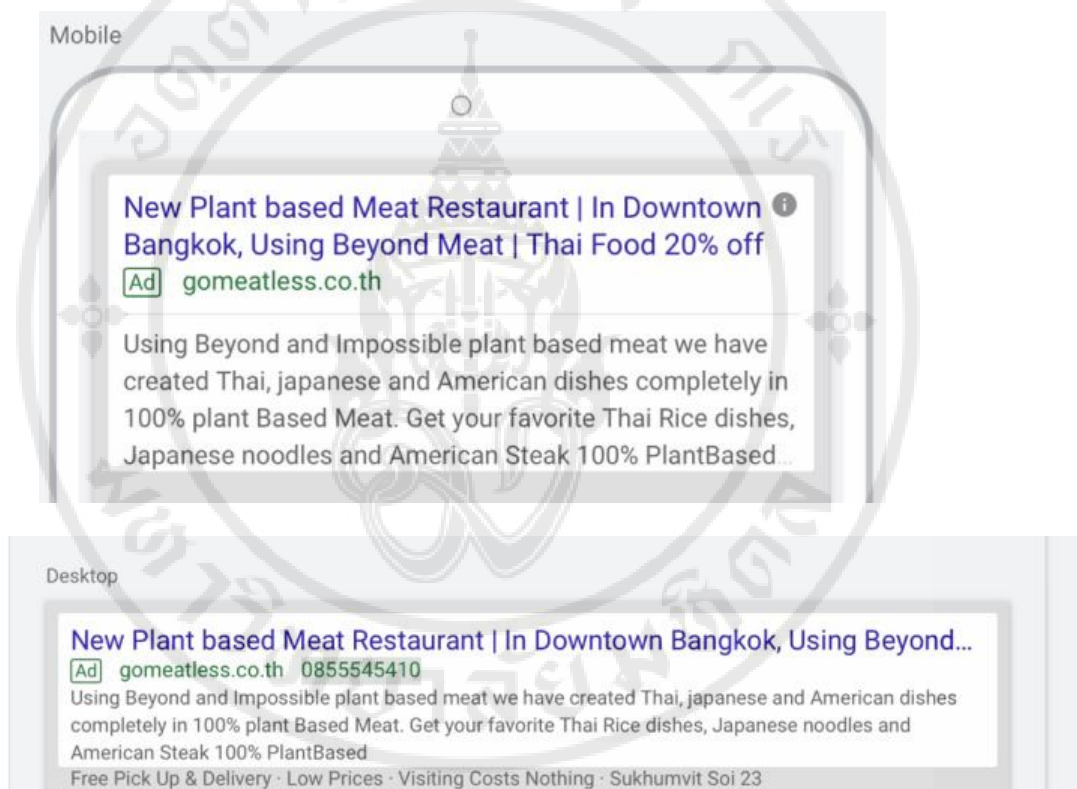 Mobile
New Plant based Meat Restaurant | In Downtown
Bangkok, Using Beyond Meat | Thai Food 20% off
Ad gomeatless.co.th
Using Beyond and Impossible plant based meat we have
created Thai, japanese and American dishes completely in
100% plant Based Meat. Get your favorite Thai Rice dishes,
Japanese noodles and American Steak 100% PlantBased...
Desktop
New Plant based Meat Restaurant | In Downtown Bangkok, Using Beyond...
Ad gomeatless.co.th 0855545410
Using Beyond and Impossible plant based meat we have created Thai, japanese and American dishes
completely in 100% plant Based Meat. Get your favorite Thai Rice dishes, Japanese noodles and
American Steak 100% PlantBased
Free Pick Up & Delivery · Low Prices · Visiting Costs Nothing · Sukhumvit Soi 23